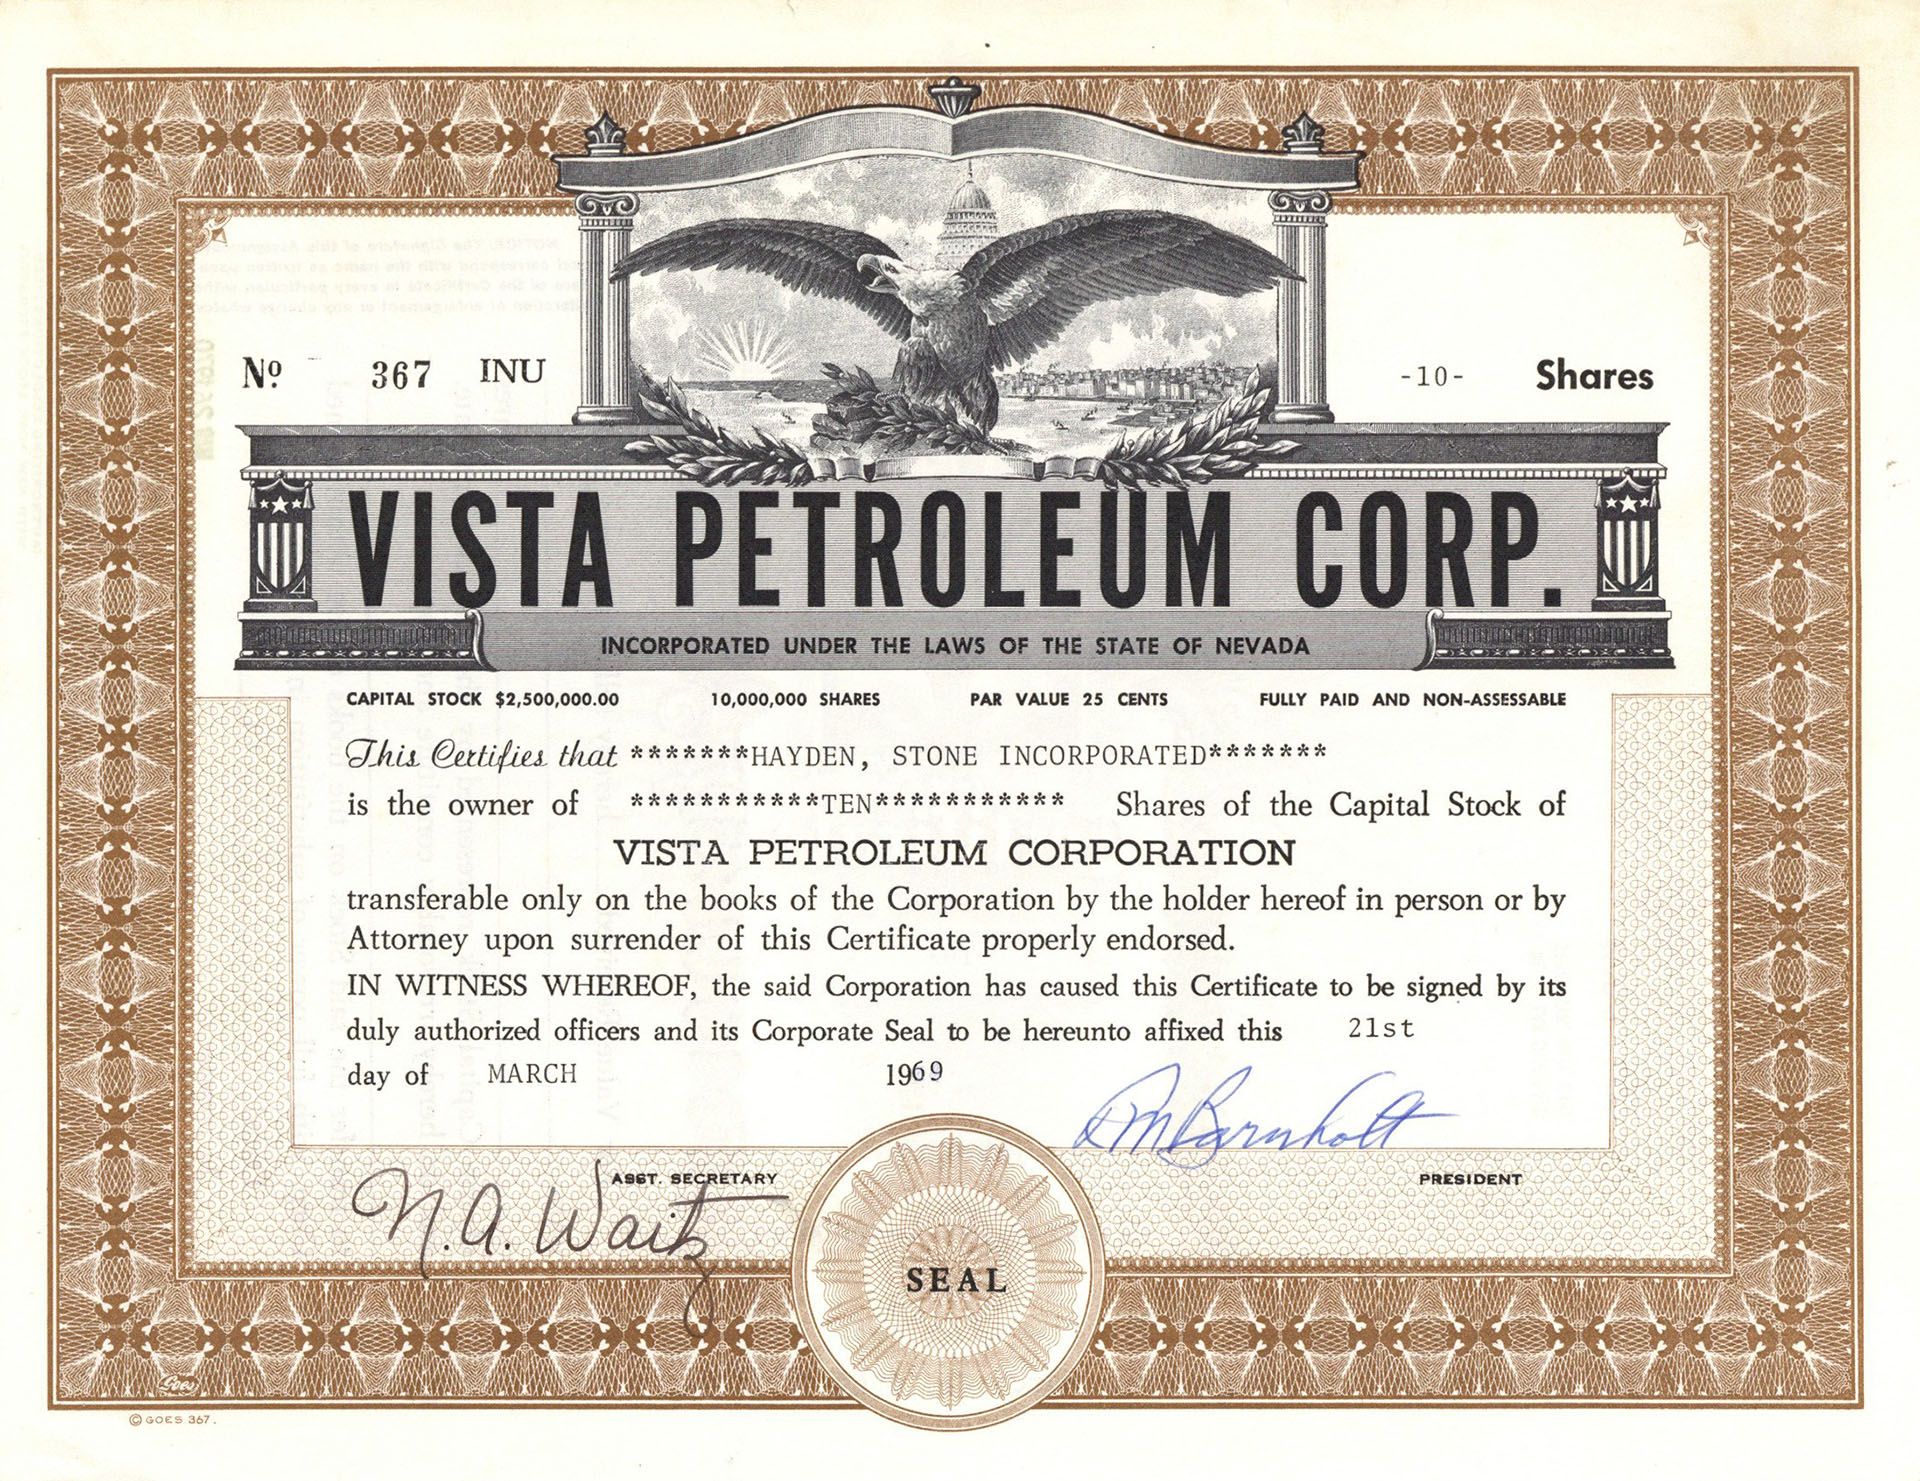 Nº 367 INU -10- Shares
VISTA PETROLEUM CORP.
INCORPORATED UNDER THE LAWS OF THE STATE OF NEVADA
CAPITAL STOCK $2,500,000.00 10,000,000 SHARES PAR VALUE 25 CENTS FULLY PAID AND NON-ASSESSABLE
This Certifies that *******HAYDEN, STONE INCORPORATED*******
is the owner of ***********TEN*********** Shares of the Capital Stock of
VISTA PETROLEUM CORPORATION
transferable only on the books of the Corporation by the holder hereof in person or by
Attorney upon surrender of this Certificate properly endorsed.
IN WITNESS WHEREOF, the said Corporation has caused this Certificate to be signed by its
duly authorized officers and its Corporate Seal to be hereunto affixed this 21st
day of MARCH 1969
Barnholt
ASST. SECRETARY PRESIDENT
N. A. Waitz
SEAL
Goes
© GOES 367.